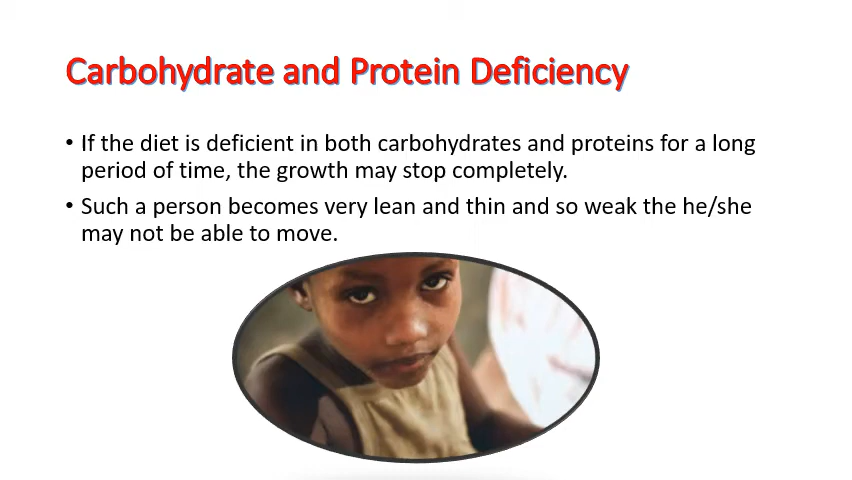 Carbohydrate and Protein Deficiency
• If the diet is deficient in both carbohydrates and proteins for a long
period of time, the growth may stop completely.
• Such a person becomes very lean and thin and so weak the he/she
may not be able to move.